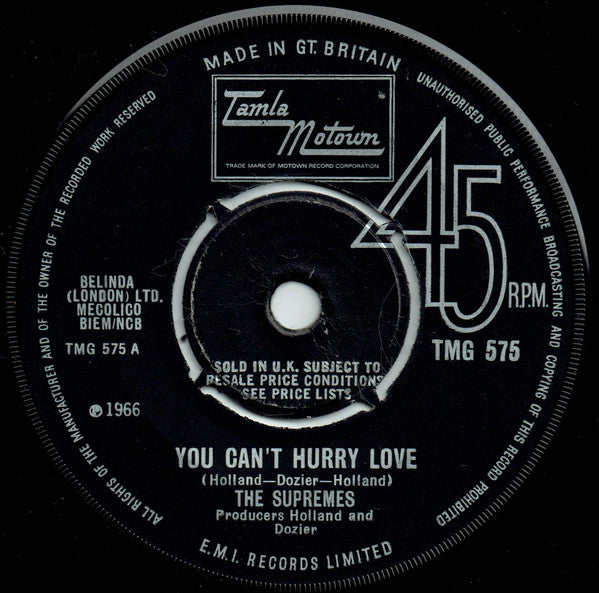 MADE IN GT. BRITAIN
UNAUTHORISED PUBLIC PERFORMANCE BROADCASTING AND COPYING OF THIS RECORD PROHIBITED
ALL RIGHTS OF THE MANUFACTURER AND OF THE OWNER OF THE RECORDED WORK RESERVED
Tamla
Motown
TRADE MARK OF MOTOWN RECORD CORPORATION
45
R.P.M.
BELINDA
(LONDON) LTD.
MECOLICO
BIEM/NCB
TMG 575 A
TMG 575
SOLD IN U.K. SUBJECT TO
RESALE PRICE CONDITIONS
SEE PRICE LISTS
℗ 1966
YOU CAN'T HURRY LOVE
(Holland—Dozier—Holland)
THE SUPREMES
Producers Holland and
Dozier
E.M.I. RECORDS LIMITED